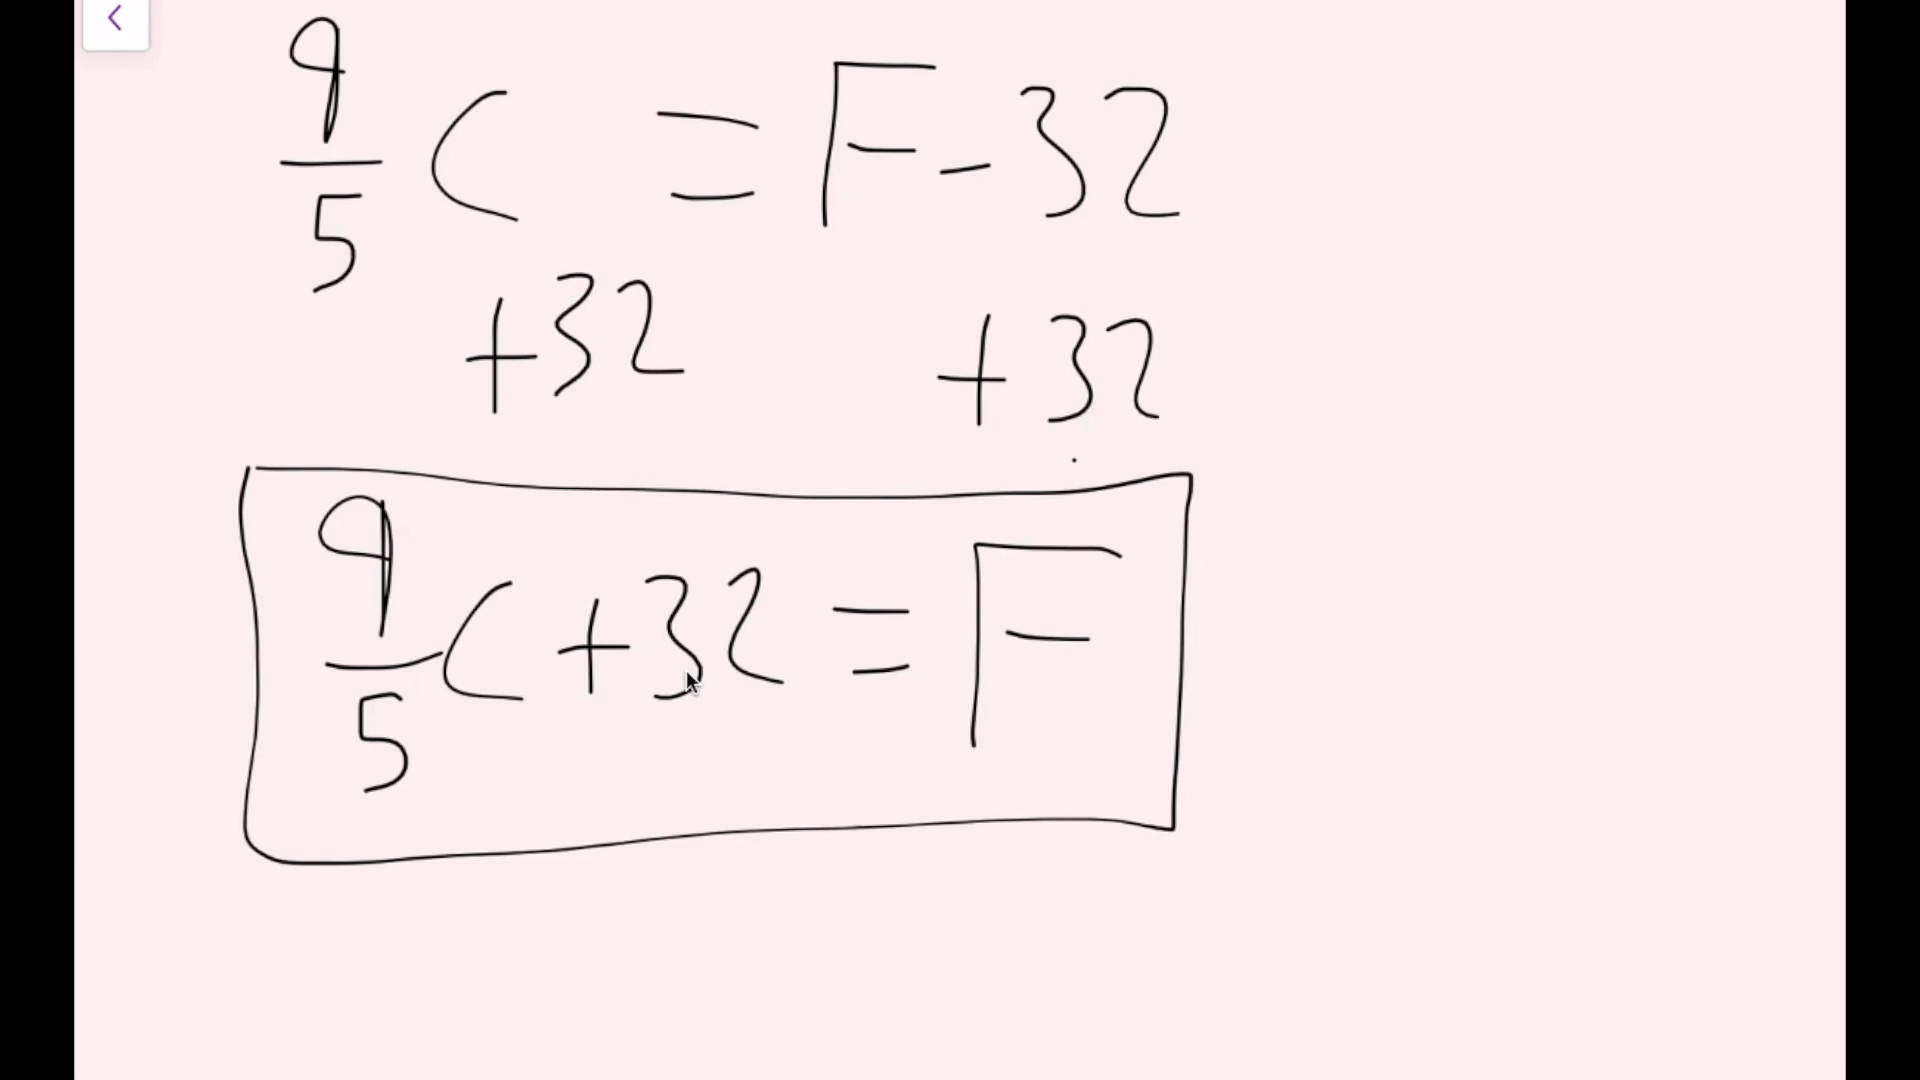 9/5 C = F - 32
+32 +32
9/5 C + 32 = F